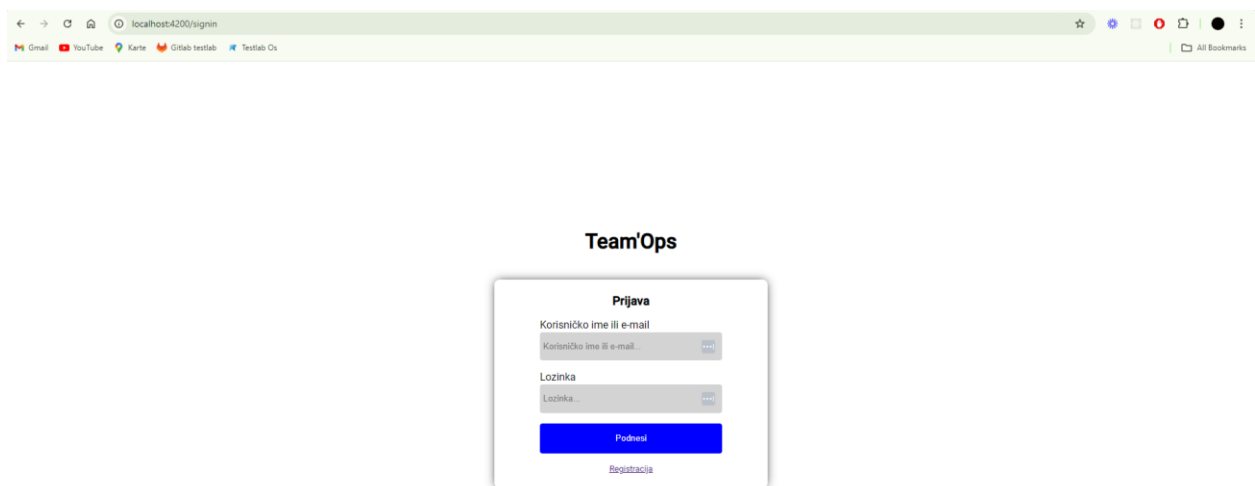 localhost:4200/signin
Gmail YouTube Karte Gitlab testlab Testlab Os All Bookmarks
Team'Ops
Prijava
Korisničko ime ili e-mail
Korisničko ime ili e-mail...
Lozinka
Lozinka...
Podnesi
Registracija